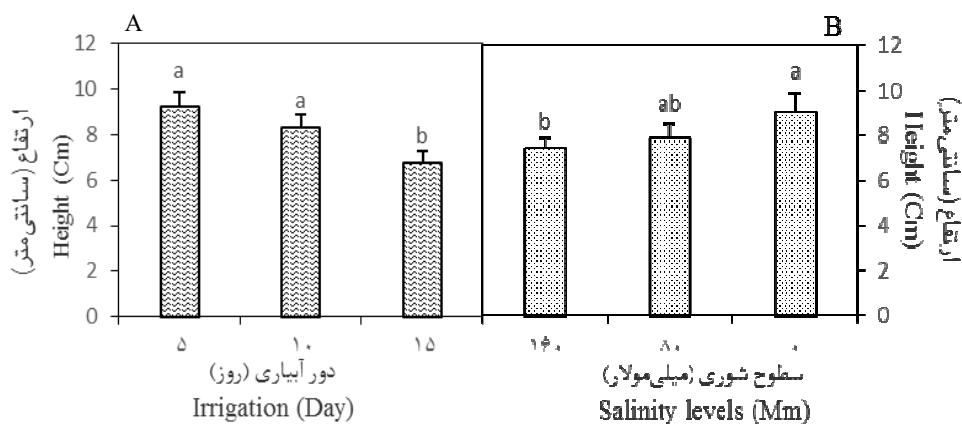 A
12
10
8
6
4
2
0
ارتفاع (سانتی‌متر)
Height (Cm)
a
a
b
۵
۱۰
۱۵
دور آبیاری (روز)
Irrigation (Day)
B
12
10
8
6
4
2
0
ارتفاع (سانتی‌متر)
Height (Cm)
b
ab
a
۱۶۰
۸۰
۰
سطوح شوری (میلی‌مولار)
Salinity levels (Mm)